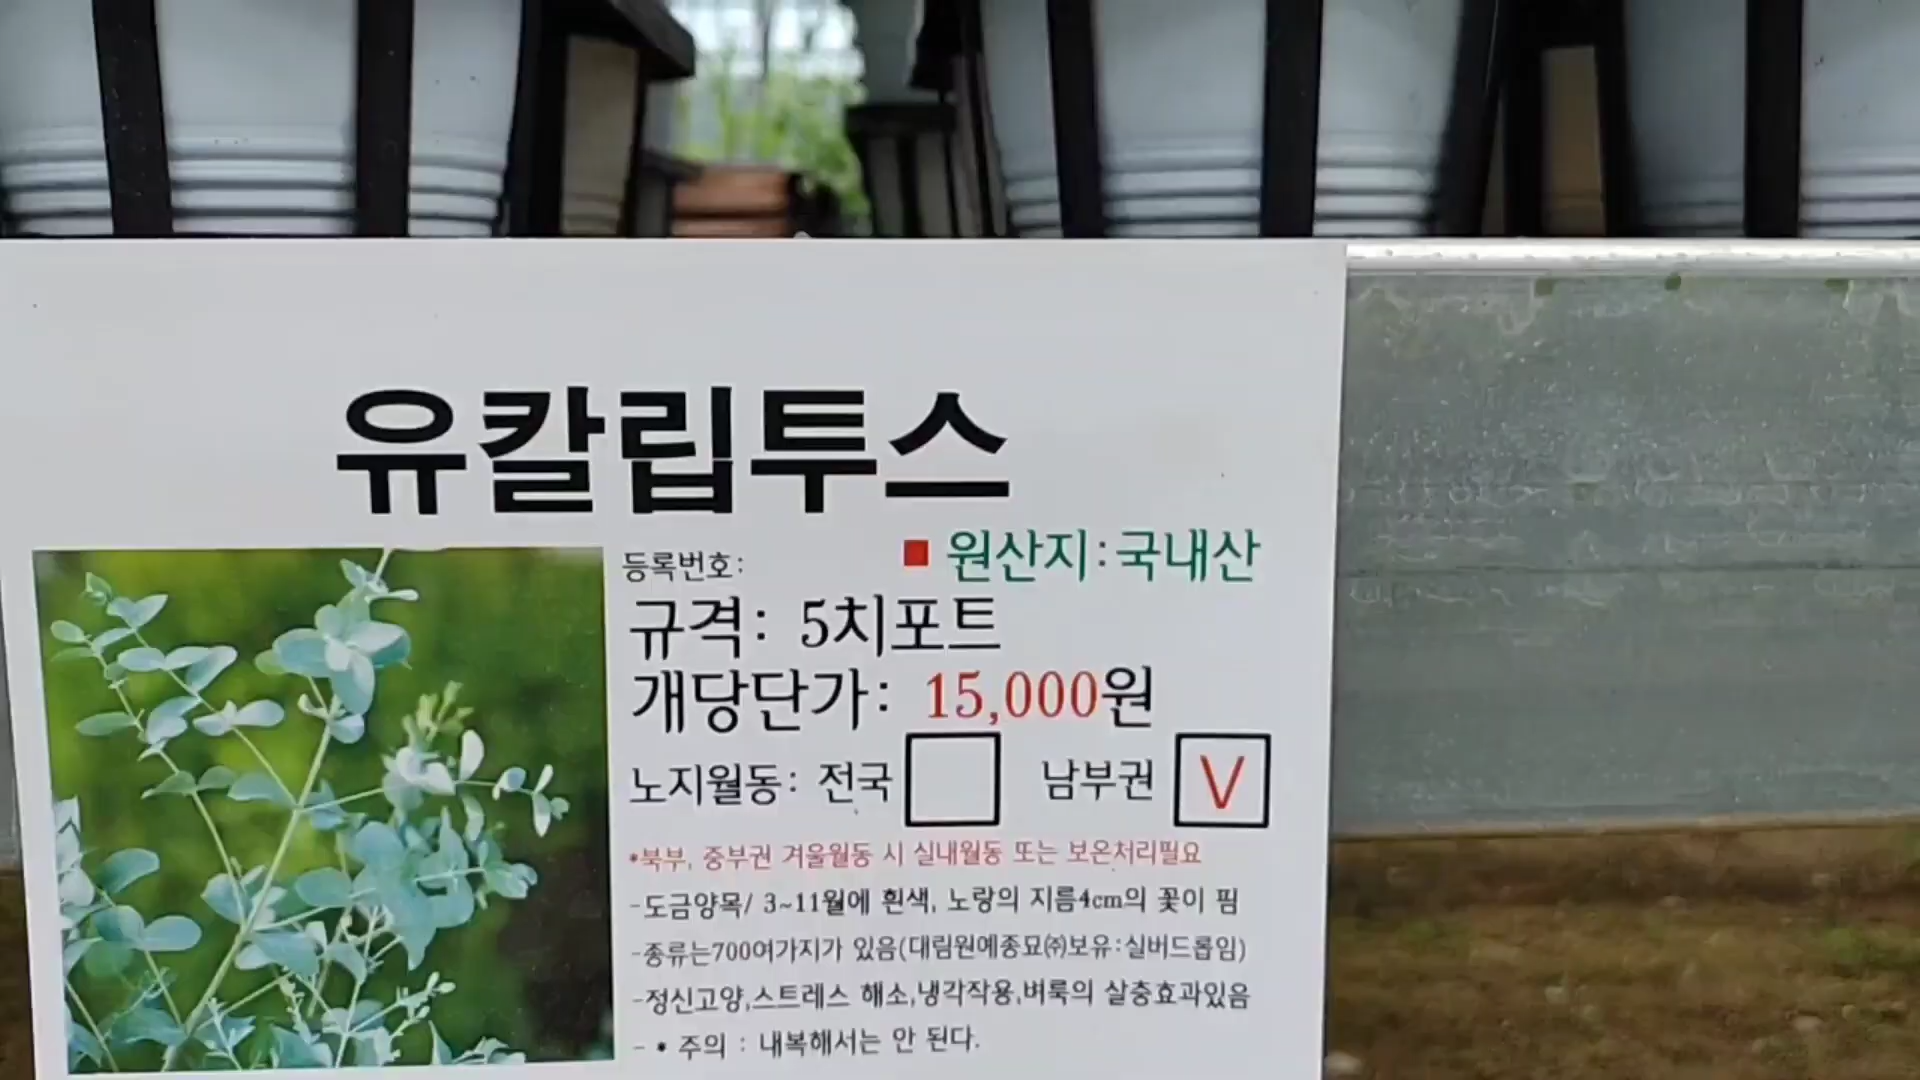 유칼립투스
등록번호: ■ 원산지:국내산
규격: 5치포트
개당단가: 15,000원
노지월동: 전국 남부권 V
*북부, 중부권 겨울월동 시 실내월동 또는 보온처리필요
-도금양목/ 3~11월에 흰색, 노랑의 지름4cm의 꽃이 핌
-종류는700여가지가 있음(대림원예종묘㈜보유:실버드롭임)
-정신고양,스트레스 해소,냉각작용,벼룩의 살충효과있음
- * 주의 : 내복해서는 안 된다.